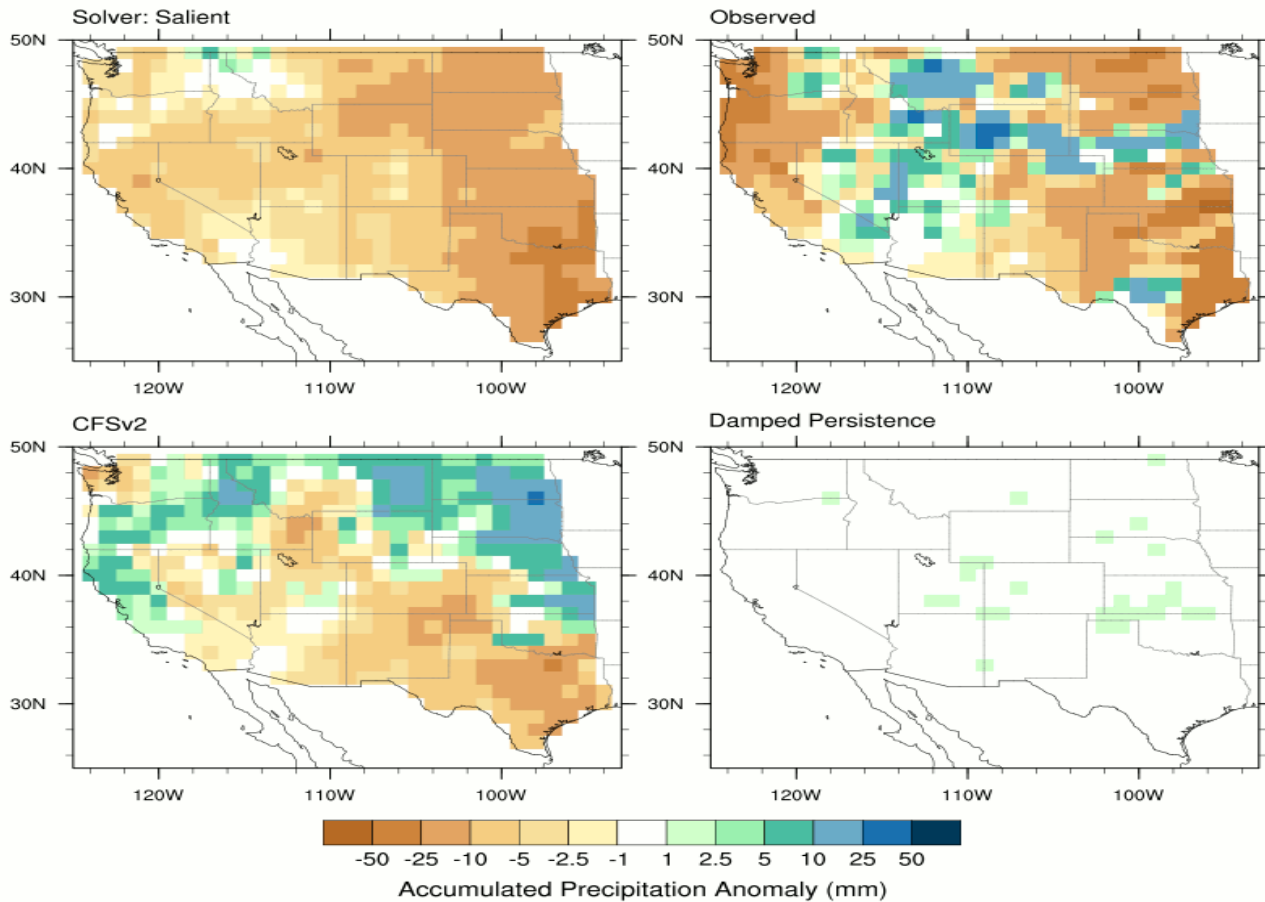 Solver: Salient
Observed
50N
50N
40N
40N
30N
30N
120W
110W
100W
120W
110W
100W
CFSv2
Damped Persistence
50N
50N
40N
40N
30N
30N
120W
110W
100W
120W
110W
100W
-50 -25 -10 -5 -2.5 -1 1 2.5 5 10 25 50
Accumulated Precipitation Anomaly (mm)